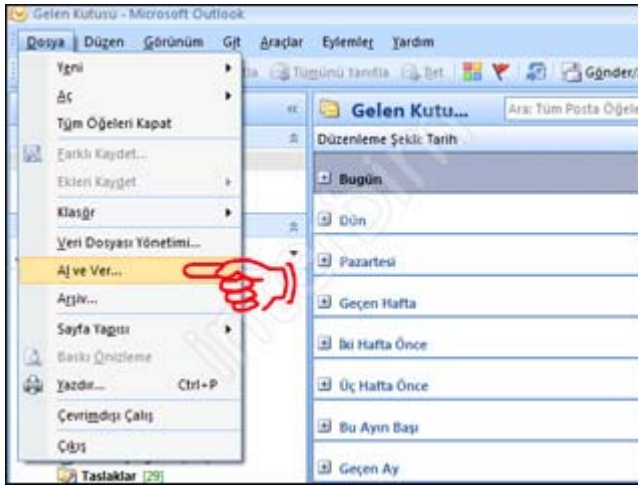 Gelen Kutusu - Microsoft Outlook
Dosya Düzen Görünüm Git Araçlar Eylemler Yardım
Tümünü Yanıtla İlet Gönder/
Yeni
Aç
Tüm Öğeleri Kapat
Farklı Kaydet...
Ekleri Kaydet
Klasör
Veri Dosyası Yönetimi...
Al ve Ver...
Arşiv...
Sayfa Yapısı
Baskı Önizleme
Yazdır... Ctrl+P
Çevrimdışı Çalış
Çıkış
Taslaklar [29]
Gelen Kutu...
Ara: Tüm Posta Öğele
Düzenleme Şekli: Tarih
Bugün
Dün
Pazartesi
Geçen Hafta
İki Hafta Önce
Üç Hafta Önce
Bu Ayın Başı
Geçen Ay